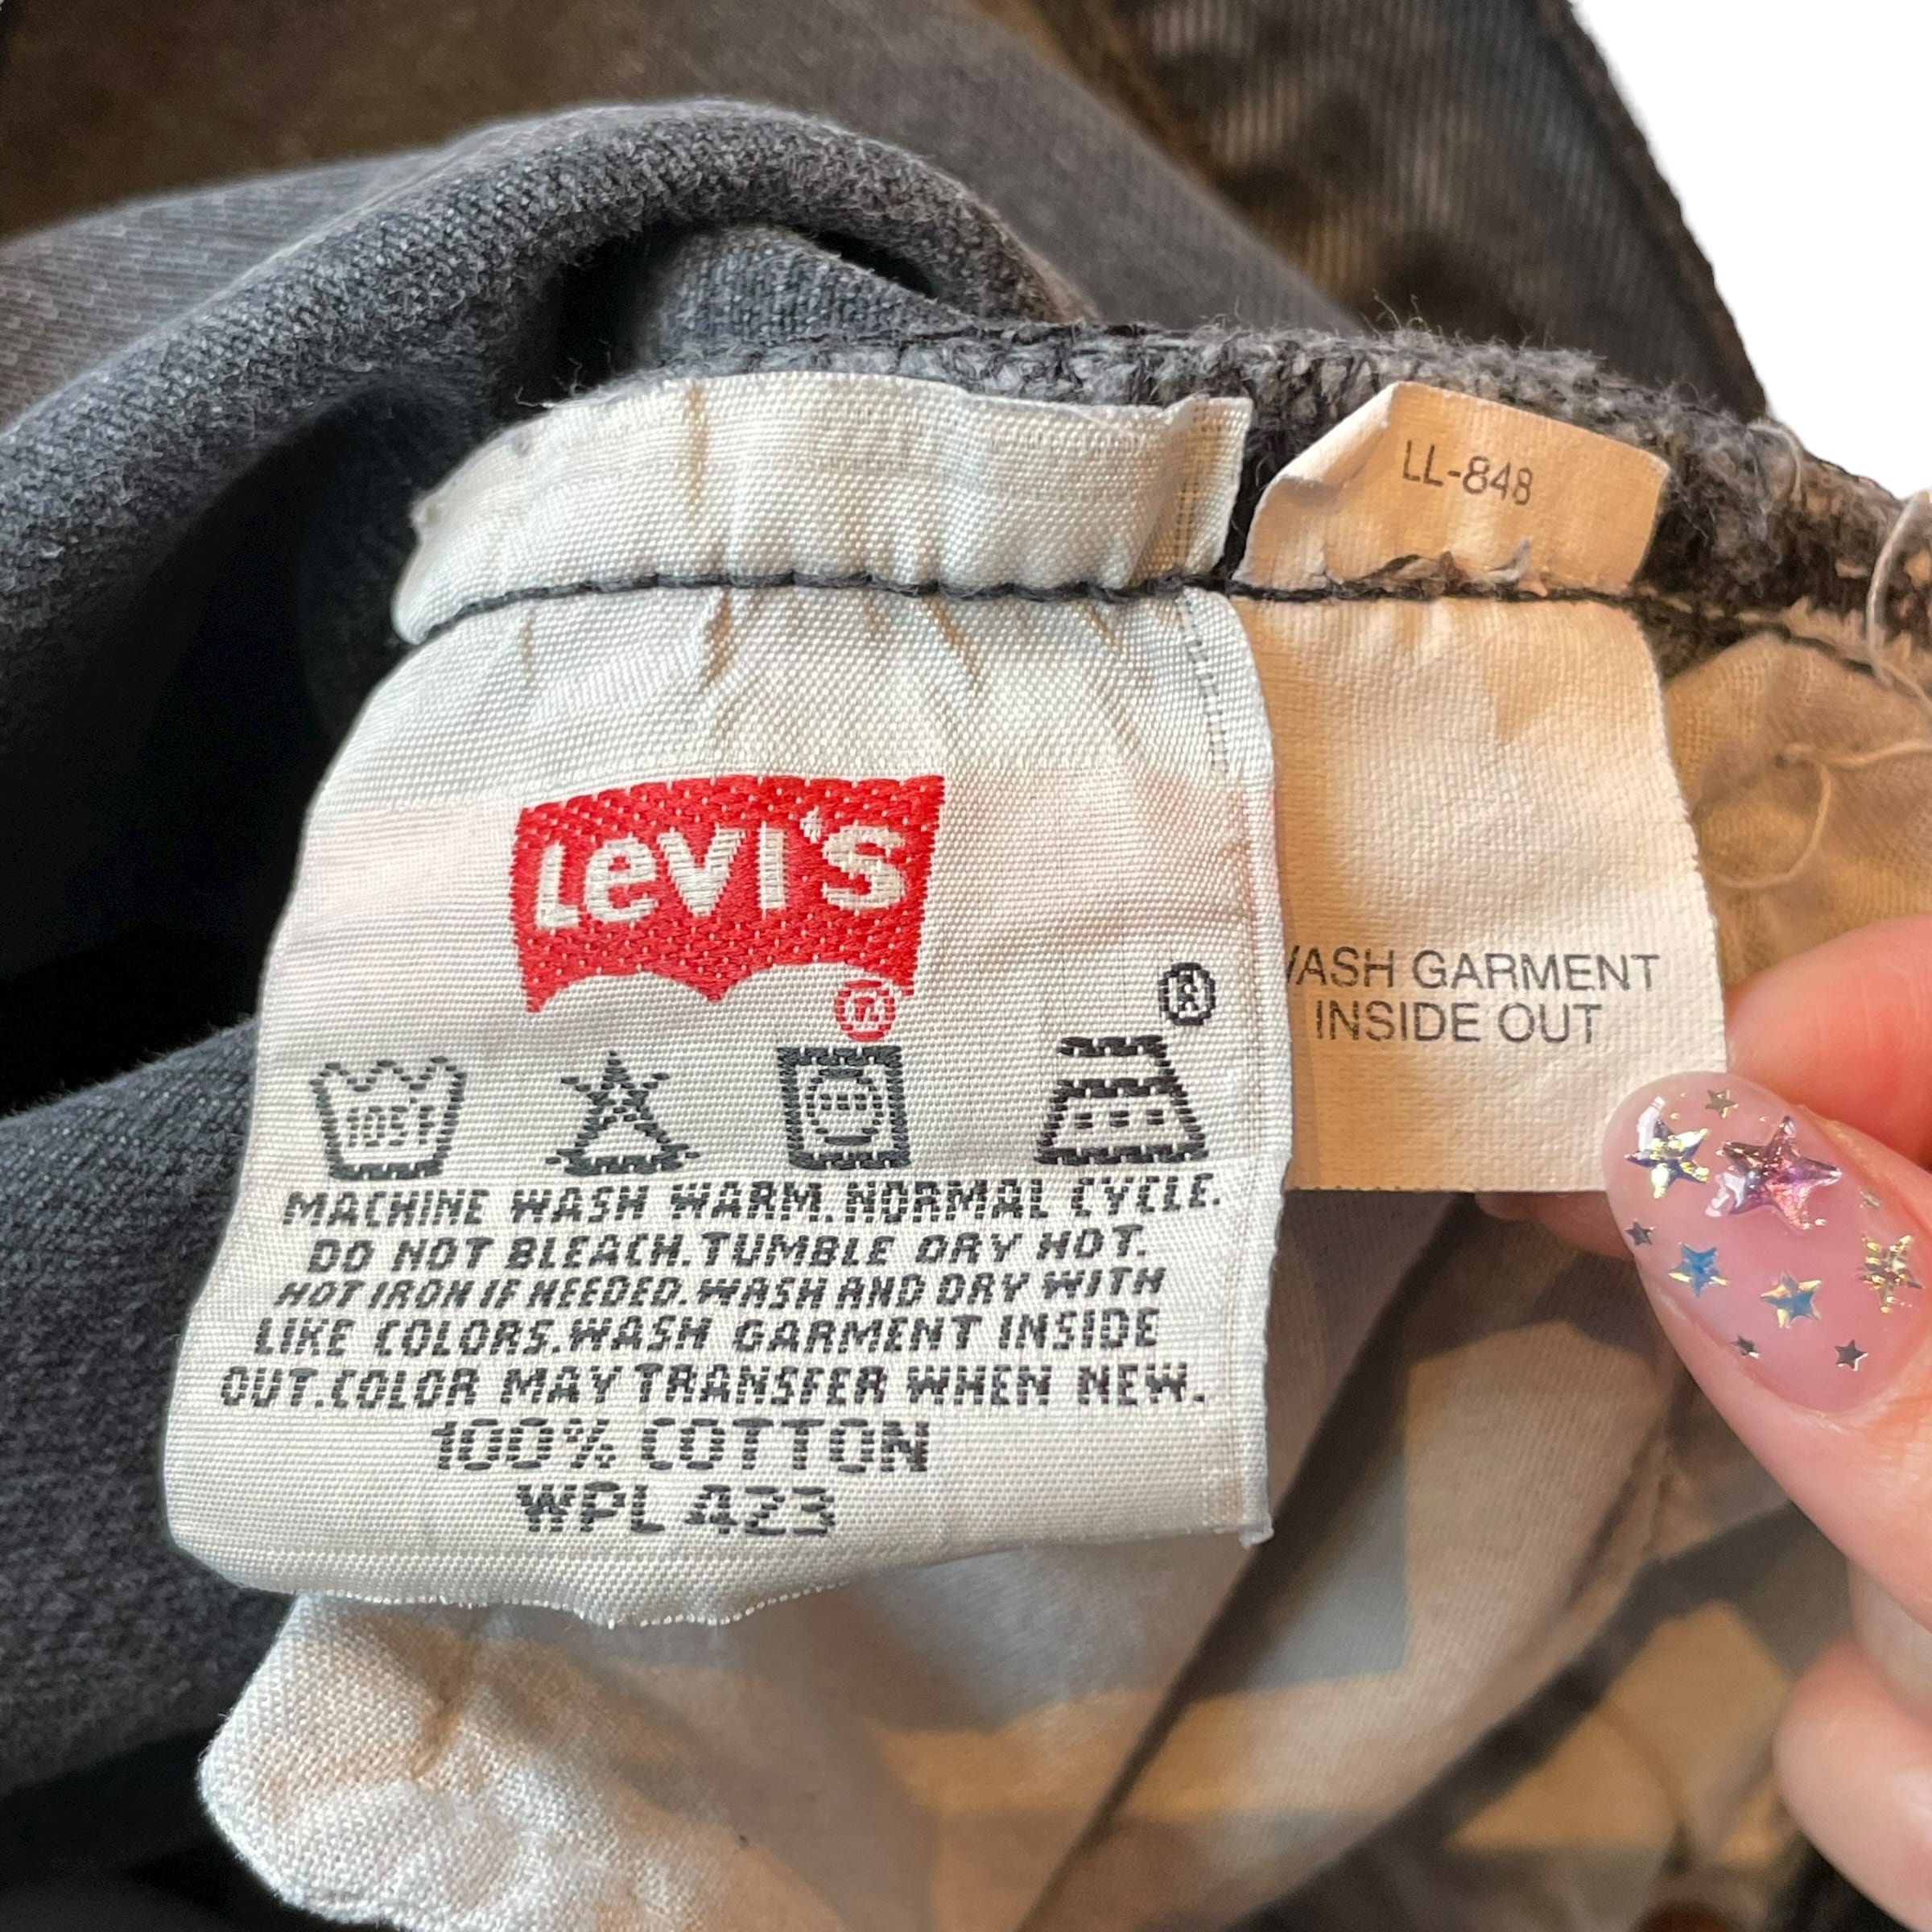 LL-848
LEVI'S
®
®
WASH GARMENT
INSIDE OUT
105F
MACHINE WASH WARM. NORMAL CYCLE.
DO NOT BLEACH. TUMBLE DRY HOT.
HOT IRON IF NEEDED. WASH AND DRY WITH
LIKE COLORS. WASH GARMENT INSIDE
OUT. COLOR MAY TRANSFER WHEN NEW.
100% COTTON
WPL 423